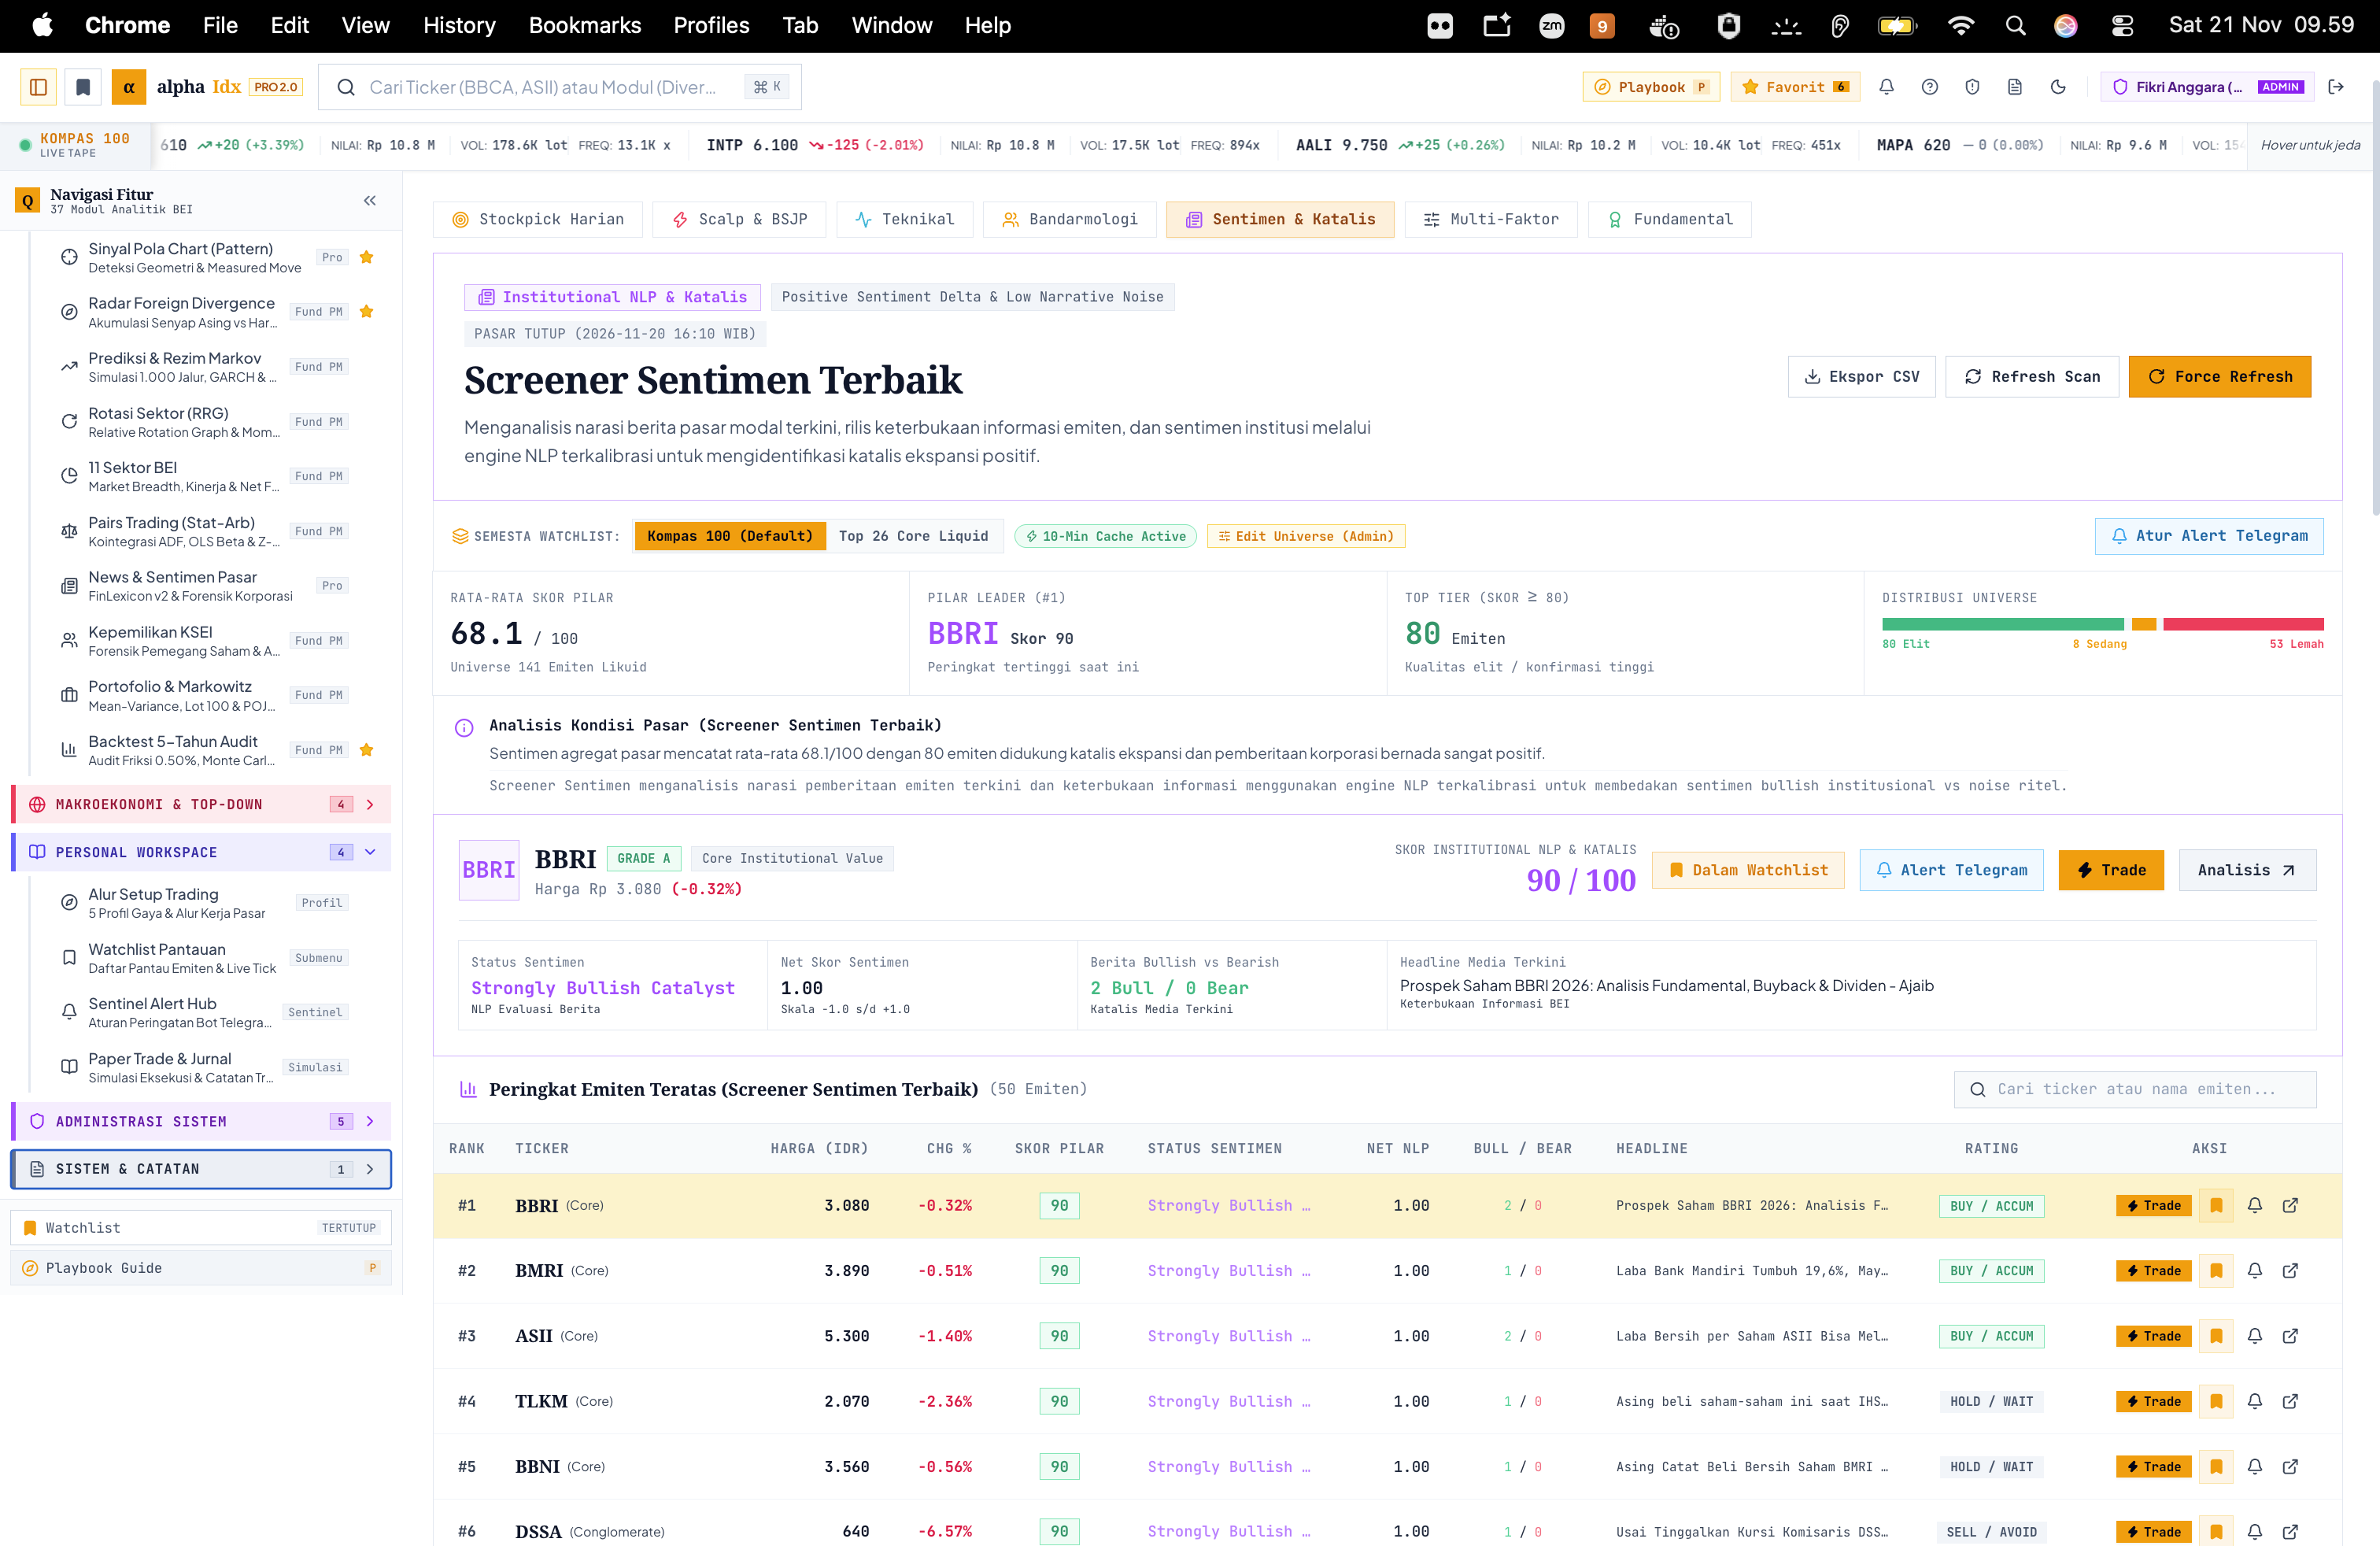 Chrome File Edit View History Bookmarks Profiles Tab Window Help zm 9 Sat 21 Nov 09.59
α alpha Idx PRO 2.0 Cari Ticker (BBCA, ASII) atau Modul (Diver... ⌘ K Playbook P Favorit 6 Fikri Anggara (... ADMIN
KOMPAS 100
LIVE TAPE
610 +20 (+3.39%) NILAI: Rp 10.8 M VOL: 178.6K lot FREQ: 13.1K x INTP 6.100 -125 (-2.01%) NILAI: Rp 10.8 M VOL: 17.5K lot FREQ: 894x AALI 9.750 +25 (+0.26%) NILAI: Rp 10.2 M VOL: 10.4K lot FREQ: 451x MAPA 620 — 0 (0.00%) NILAI: Rp 9.6 M VOL: Hover untuk jeda
Q Navigasi Fitur
37 Modul Analitik BEI
Sinyal Pola Chart (Pattern) Pro
Deteksi Geometri & Measured Move
Radar Foreign Divergence Fund PM
Akumulasi Senyap Asing vs Har...
Prediksi & Rezim Markov Fund PM
Simulasi 1.000 Jalur, GARCH & ...
Rotasi Sektor (RRG) Fund PM
Relative Rotation Graph & Mom...
11 Sektor BEI Fund PM
Market Breadth, Kinerja & Net F...
Pairs Trading (Stat-Arb) Fund PM
Kointegrasi ADF, OLS Beta & Z-...
News & Sentimen Pasar Pro
FinLexicon v2 & Forensik Korporasi
Kepemilikan KSEI Fund PM
Forensik Pemegang Saham & A...
Portofolio & Markowitz Fund PM
Mean-Variance, Lot 100 & POJ...
Backtest 5-Tahun Audit Fund PM
Audit Friksi 0.50%, Monte Carl...
MAKROEKONOMI & TOP-DOWN 4
PERSONAL WORKSPACE 4
Alur Setup Trading Profil
5 Profil Gaya & Alur Kerja Pasar
Watchlist Pantauan Submenu
Daftar Pantau Emiten & Live Tick
Sentinel Alert Hub Sentinel
Aturan Peringatan Bot Telegra...
Paper Trade & Jurnal Simulasi
Simulasi Eksekusi & Catatan Tr...
ADMINISTRASI SISTEM 5
SISTEM & CATATAN 1
Watchlist TERTUTUP
Playbook Guide P
Stockpick Harian Scalp & BSJP Teknikal Bandarmologi Sentimen & Katalis Multi-Faktor Fundamental
Institutional NLP & Katalis Positive Sentiment Delta & Low Narrative Noise
PASAR TUTUP (2026-11-20 16:10 WIB)
Screener Sentimen Terbaik
Ekspor CSV Refresh Scan Force Refresh
Menganalisis narasi berita pasar modal terkini, rilis keterbukaan informasi emiten, dan sentimen institusi melalui
engine NLP terkalibrasi untuk mengidentifikasi katalis ekspansi positif.
SEMESTA WATCHLIST: Kompas 100 (Default) Top 26 Core Liquid 10-Min Cache Active Edit Universe (Admin) Atur Alert Telegram
RATA-RATA SKOR PILAR
68.1 / 100
Universe 141 Emiten Likuid
PILAR LEADER (#1)
BBRI Skor 90
Peringkat tertinggi saat ini
TOP TIER (SKOR ≥ 80)
80 Emiten
Kualitas elit / konfirmasi tinggi
DISTRIBUSI UNIVERSE
80 Elit 8 Sedang 53 Lemah
Analisis Kondisi Pasar (Screener Sentimen Terbaik)
Sentimen agregat pasar mencatat rata-rata 68.1/100 dengan 80 emiten didukung katalis ekspansi dan pemberitaan korporasi bernada sangat positif.
Screener Sentimen menganalisis narasi pemberitaan emiten terkini dan keterbukaan informasi menggunakan engine NLP terkalibrasi untuk membedakan sentimen bullish institusional vs noise ritel.
BBRI BBRI GRADE A Core Institutional Value
Harga Rp 3.080 (-0.32%)
SKOR INSTITUTIONAL NLP & KATALIS
90 / 100
Dalam Watchlist Alert Telegram Trade Analisis
Status Sentimen
Strongly Bullish Catalyst
NLP Evaluasi Berita
Net Skor Sentimen
1.00
Skala -1.0 s/d +1.0
Berita Bullish vs Bearish
2 Bull / 0 Bear
Katalis Media Terkini
Headline Media Terkini
Prospek Saham BBRI 2026: Analisis Fundamental, Buyback & Dividen - Ajaib
Keterbukaan Informasi BEI
Peringkat Emiten Teratas (Screener Sentimen Terbaik) (50 Emiten) Cari ticker atau nama emiten...
RANK TICKER HARGA (IDR) CHG % SKOR PILAR STATUS SENTIMEN NET NLP BULL / BEAR HEADLINE RATING AKSI
#1 BBRI (Core) 3.080 -0.32% 90 Strongly Bullish … 1.00 2 / 0 Prospek Saham BBRI 2026: Analisis F… BUY / ACCUM Trade
#2 BMRI (Core) 3.890 -0.51% 90 Strongly Bullish … 1.00 1 / 0 Laba Bank Mandiri Tumbuh 19,6%, May… BUY / ACCUM Trade
#3 ASII (Core) 5.300 -1.40% 90 Strongly Bullish … 1.00 2 / 0 Laba Bersih per Saham ASII Bisa Mel… BUY / ACCUM Trade
#4 TLKM (Core) 2.070 -2.36% 90 Strongly Bullish … 1.00 1 / 0 Asing beli saham-saham ini saat IHS… HOLD / WAIT Trade
#5 BBNI (Core) 3.560 -0.56% 90 Strongly Bullish … 1.00 1 / 0 Asing Catat Beli Bersih Saham BMRI … HOLD / WAIT Trade
#6 DSSA (Conglomerate) 640 -6.57% 90 Strongly Bullish … 1.00 1 / 0 Usai Tinggalkan Kursi Komisaris DSS… SELL / AVOID Trade